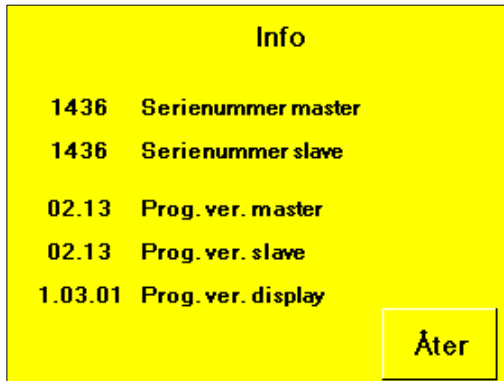 Info
1436 Serienummer master
1436 Serienummer slave
02.13 Prog. ver. master
02.13 Prog. ver. slave
1.03.01 Prog. ver. display
Åter